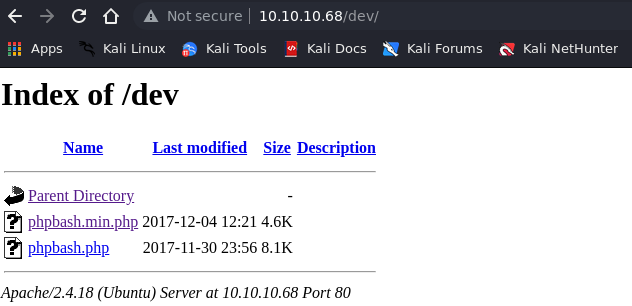 Not secure 10.10.10.68/dev/
Apps Kali Linux Kali Tools Kali Docs Kali Forums Kali NetHunter
Index of /dev
Name Last modified Size Description
Parent Directory -
phpbash.min.php 2017-12-04 12:21 4.6K
phpbash.php 2017-11-30 23:56 8.1K
Apache/2.4.18 (Ubuntu) Server at 10.10.10.68 Port 80